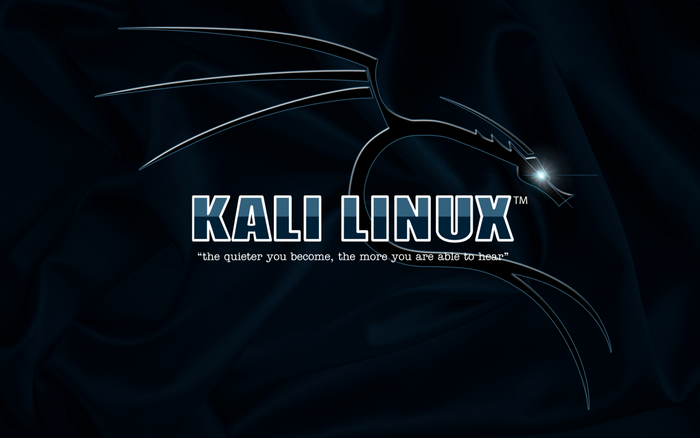 KALI LINUX™
“the quieter you become, the more you are able to hear”